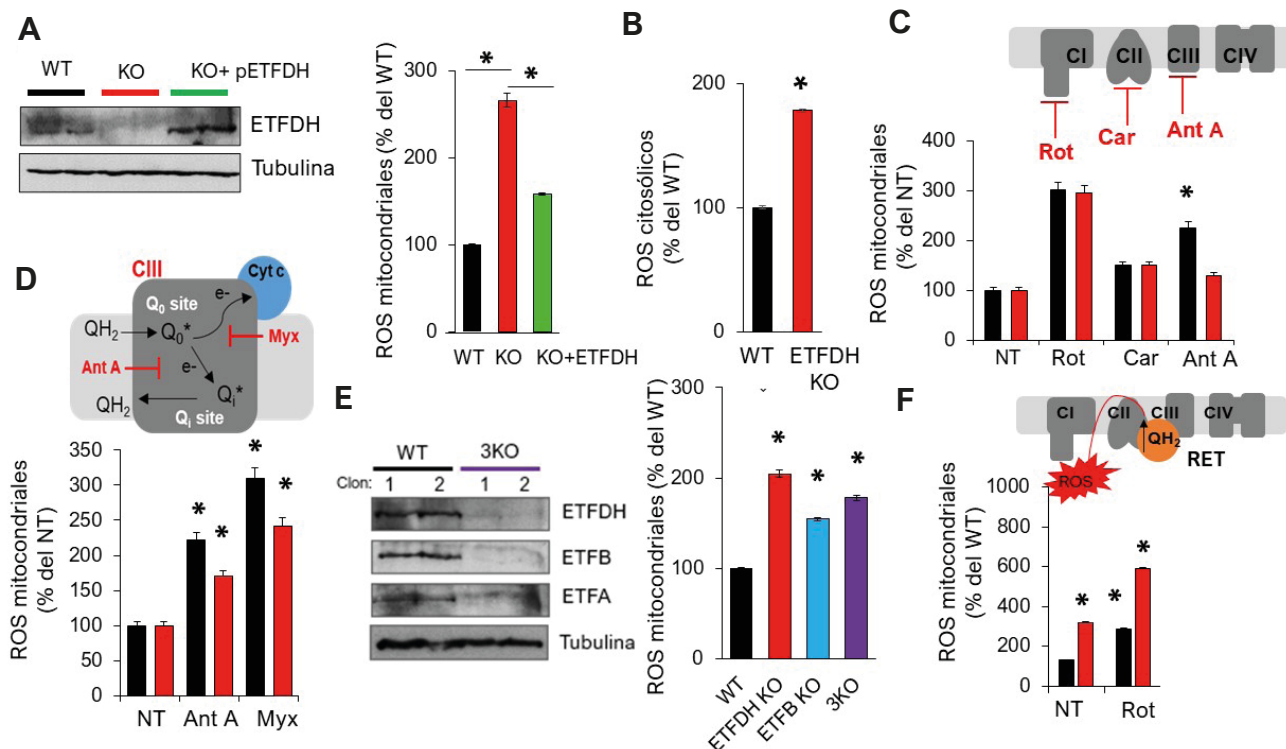 A
WT
KO
KO+ pETFDH
ETFDH
Tubulina
ROS mitocondriales (% del WT)
300
200
100
0
*
*
WT
KO
KO+ETFDH
B
ROS citosólicos
(% del WT)
200
100
0
*
WT
ETFDH
KO
C
CI
CII
CIII
CIV
Rot
Car
Ant A
ROS mitocondriales
(% del NT)
400
300
200
100
0
*
NT
Rot
Car
Ant A
D
CIII
Cyt c
Q0 site
e-
QH2
Q0*
Myx
Ant A
e-
Qi*
QH2
Qi site
ROS mitocondriales
(% del NT)
350
300
250
200
150
100
50
0
*
*
*
*
NT
Ant A
Myx
E
WT
3KO
Clon:
1
2
1
2
ETFDH
ETFB
ETFA
Tubulina
ROS mitocondriales (% del WT)
300
200
100
0
*
*
*
WT
ETFDH KO
ETFB KO
3KO
F
CI
CII
CIII
CIV
QH2
RET
ROS
ROS mitocondriales
(% del WT)
1000
800
600
400
200
0
*
*
*
NT
Rot